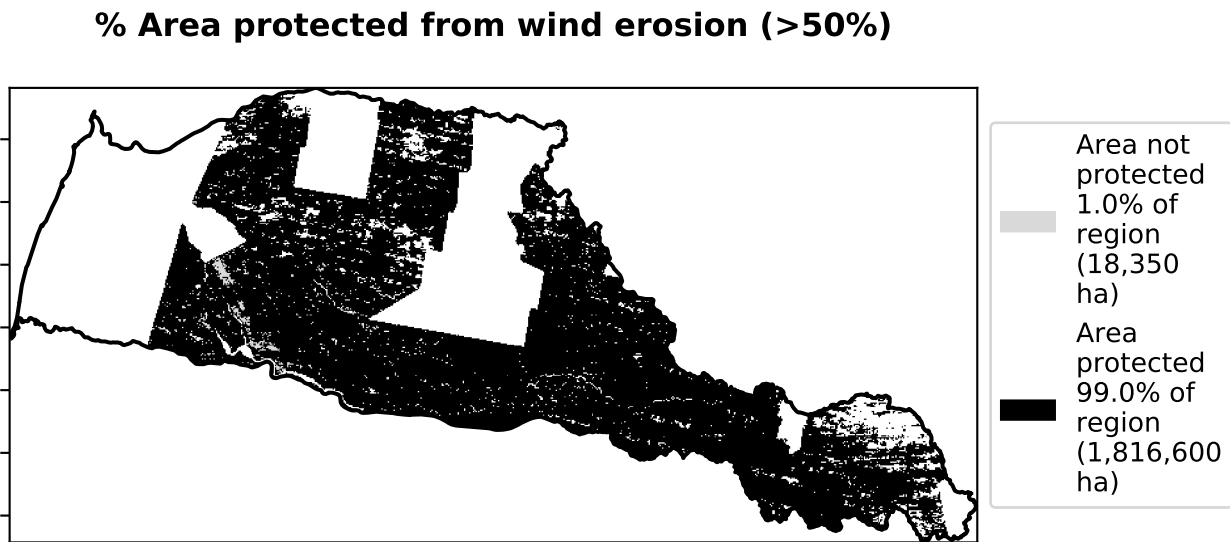 % Area protected from wind erosion (>50%)
Area not
protected
1.0% of
region
(18,350
ha)
Area
protected
99.0% of
region
(1,816,600
ha)